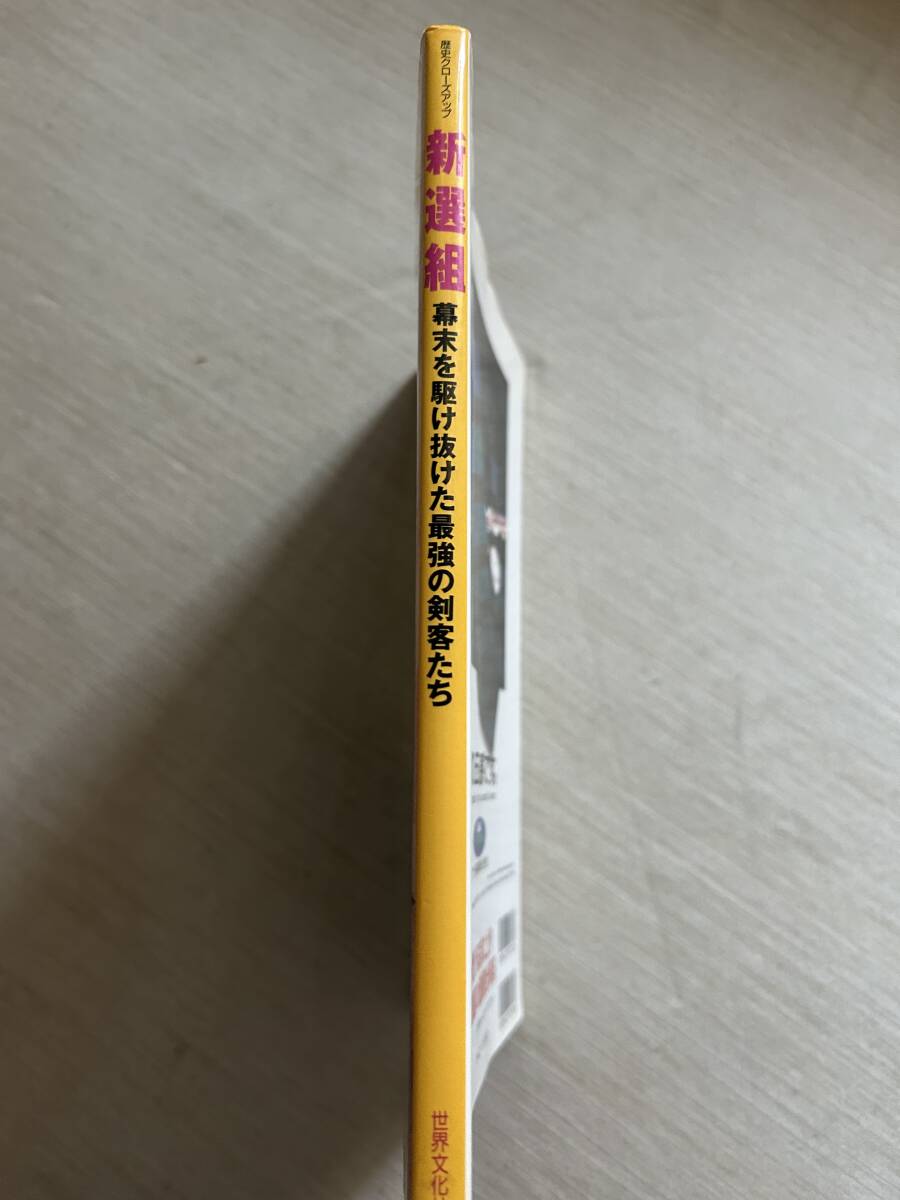 歴史クローズアップ
新選組
幕末を駆け抜けた最強の剣客たち
世界文化